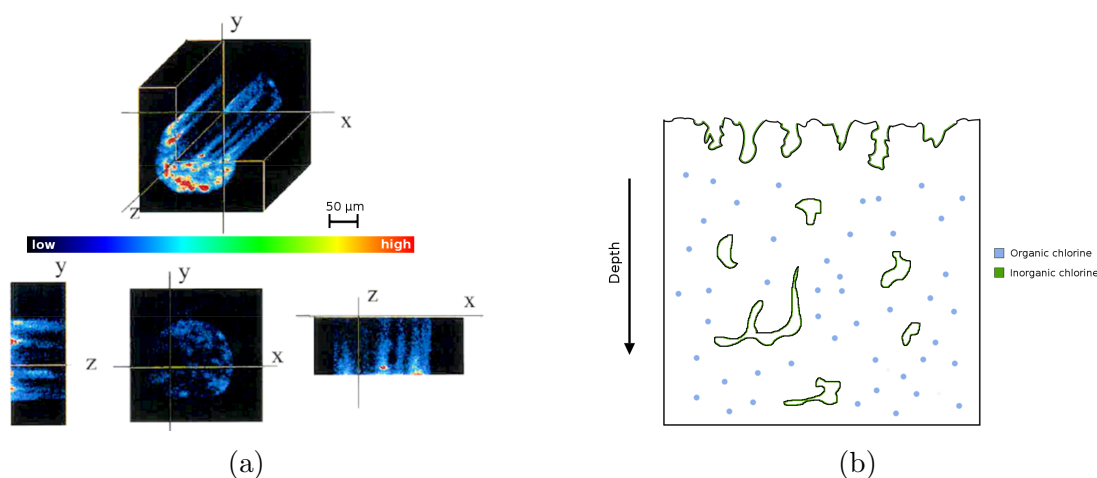 y
x
z
50 μm
low
high
y
z
y
x
z
x
(a)
Depth
Organic chlorine
Inorganic chlorine
(b)